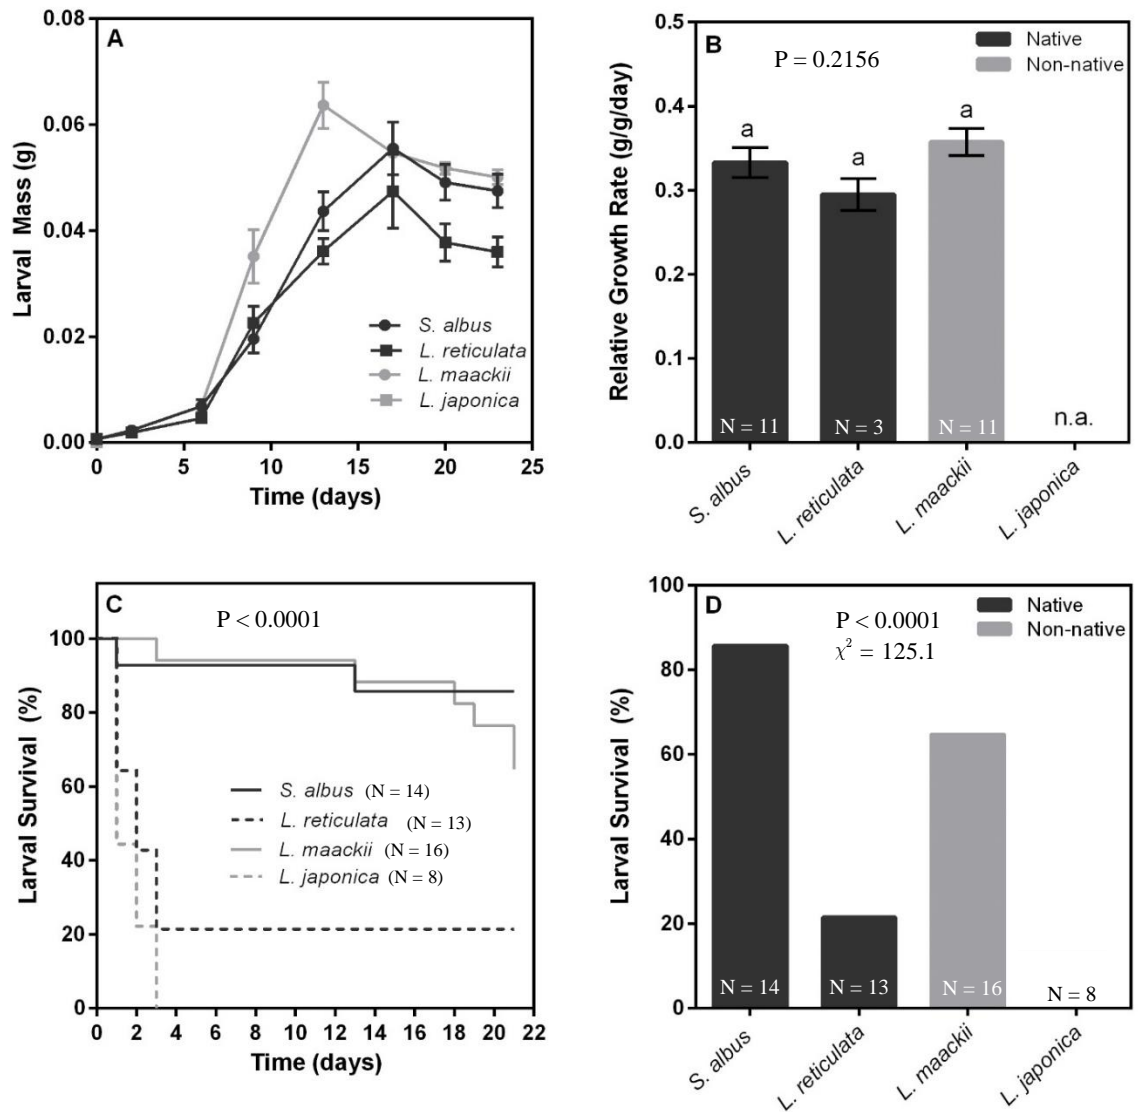 A
0.08
0.06
0.04
0.02
0.00
Larval Mass (g)
S. albus
L. reticulata
L. maackii
L. japonica
0 5 10 15 20 25
Time (days)
B
P = 0.2156
Native
Non-native
0.5
0.4
0.3
0.2
0.1
0.0
Relative Growth Rate (g/g/day)
a a a n.a.
N = 11 N = 3 N = 11
S. albus L. reticulata L. maackii L. japonica
C
P < 0.0001
100
80
60
40
20
0
Larval Survival (%)
S. albus (N = 14)
L. reticulata (N = 13)
L. maackii (N = 16)
L. japonica (N = 8)
0 2 4 6 8 10 12 14 16 18 20 22
Time (days)
D
P < 0.0001
χ² = 125.1
Native
Non-native
100
80
60
40
20
0
Larval Survival (%)
N = 14 N = 13 N = 16 N = 8
S. albus L. reticulata L. maackii L. japonica